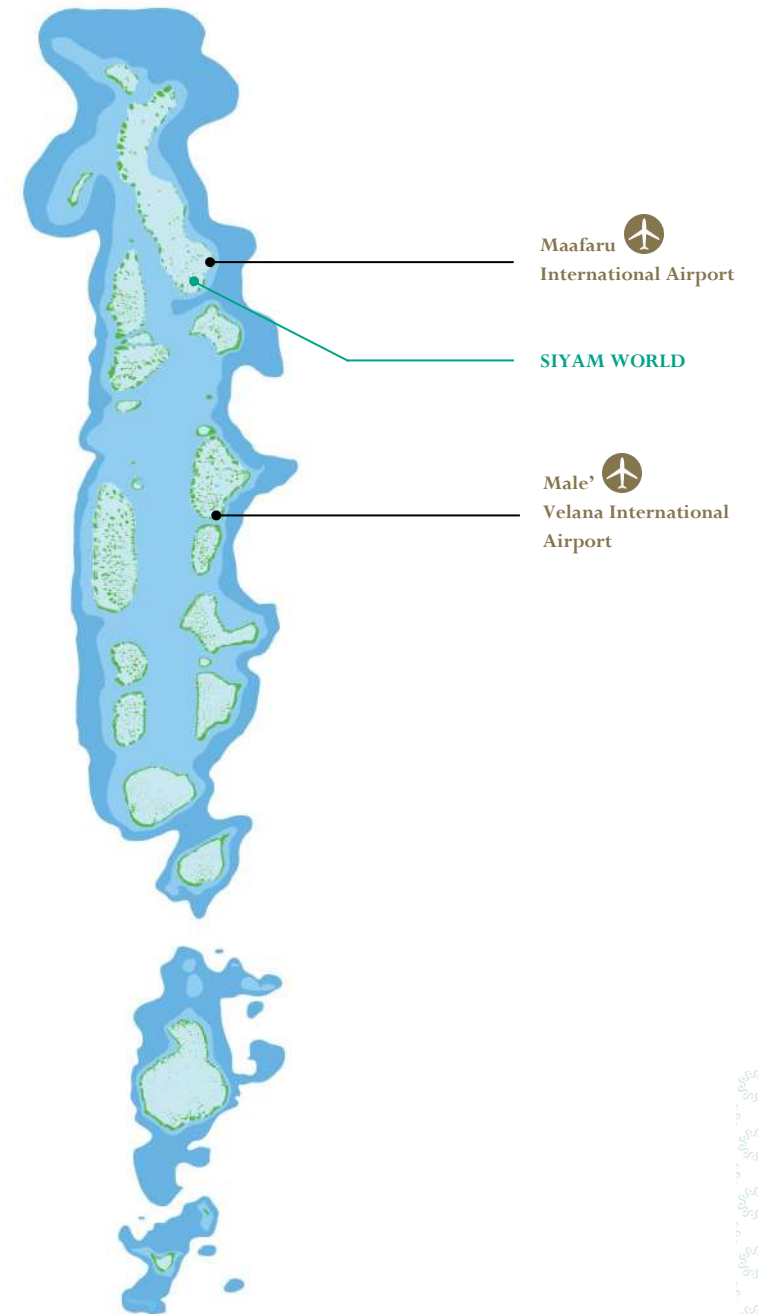 Maafaru
International Airport
SIYAM WORLD
Male’
Velana International
Airport